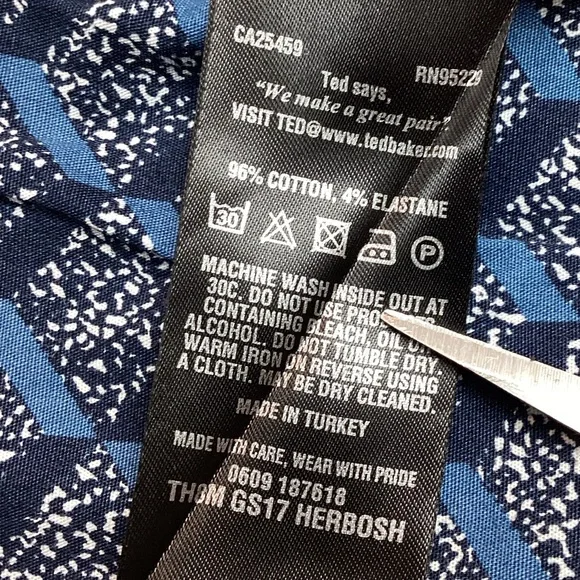 CA25459
RN95229
Ted says,
"We make a great pair"
VISIT TED@www.tedbaker.com
96% COTTON, 4% ELASTANE
30
P
MACHINE WASH INSIDE OUT AT
30C. DO NOT USE
CONTAINING BLEACH, OIL
ALCOHOL. DO NOT TUMBLE DRY
WARM IRON ON REVERSE USING
A CLOTH. MAY BE DRY CLEANED.
MADE IN TURKEY
MADE WITH CARE, WEAR WITH PRIDE
0609 187618
TH8M GS17 HERBOSH